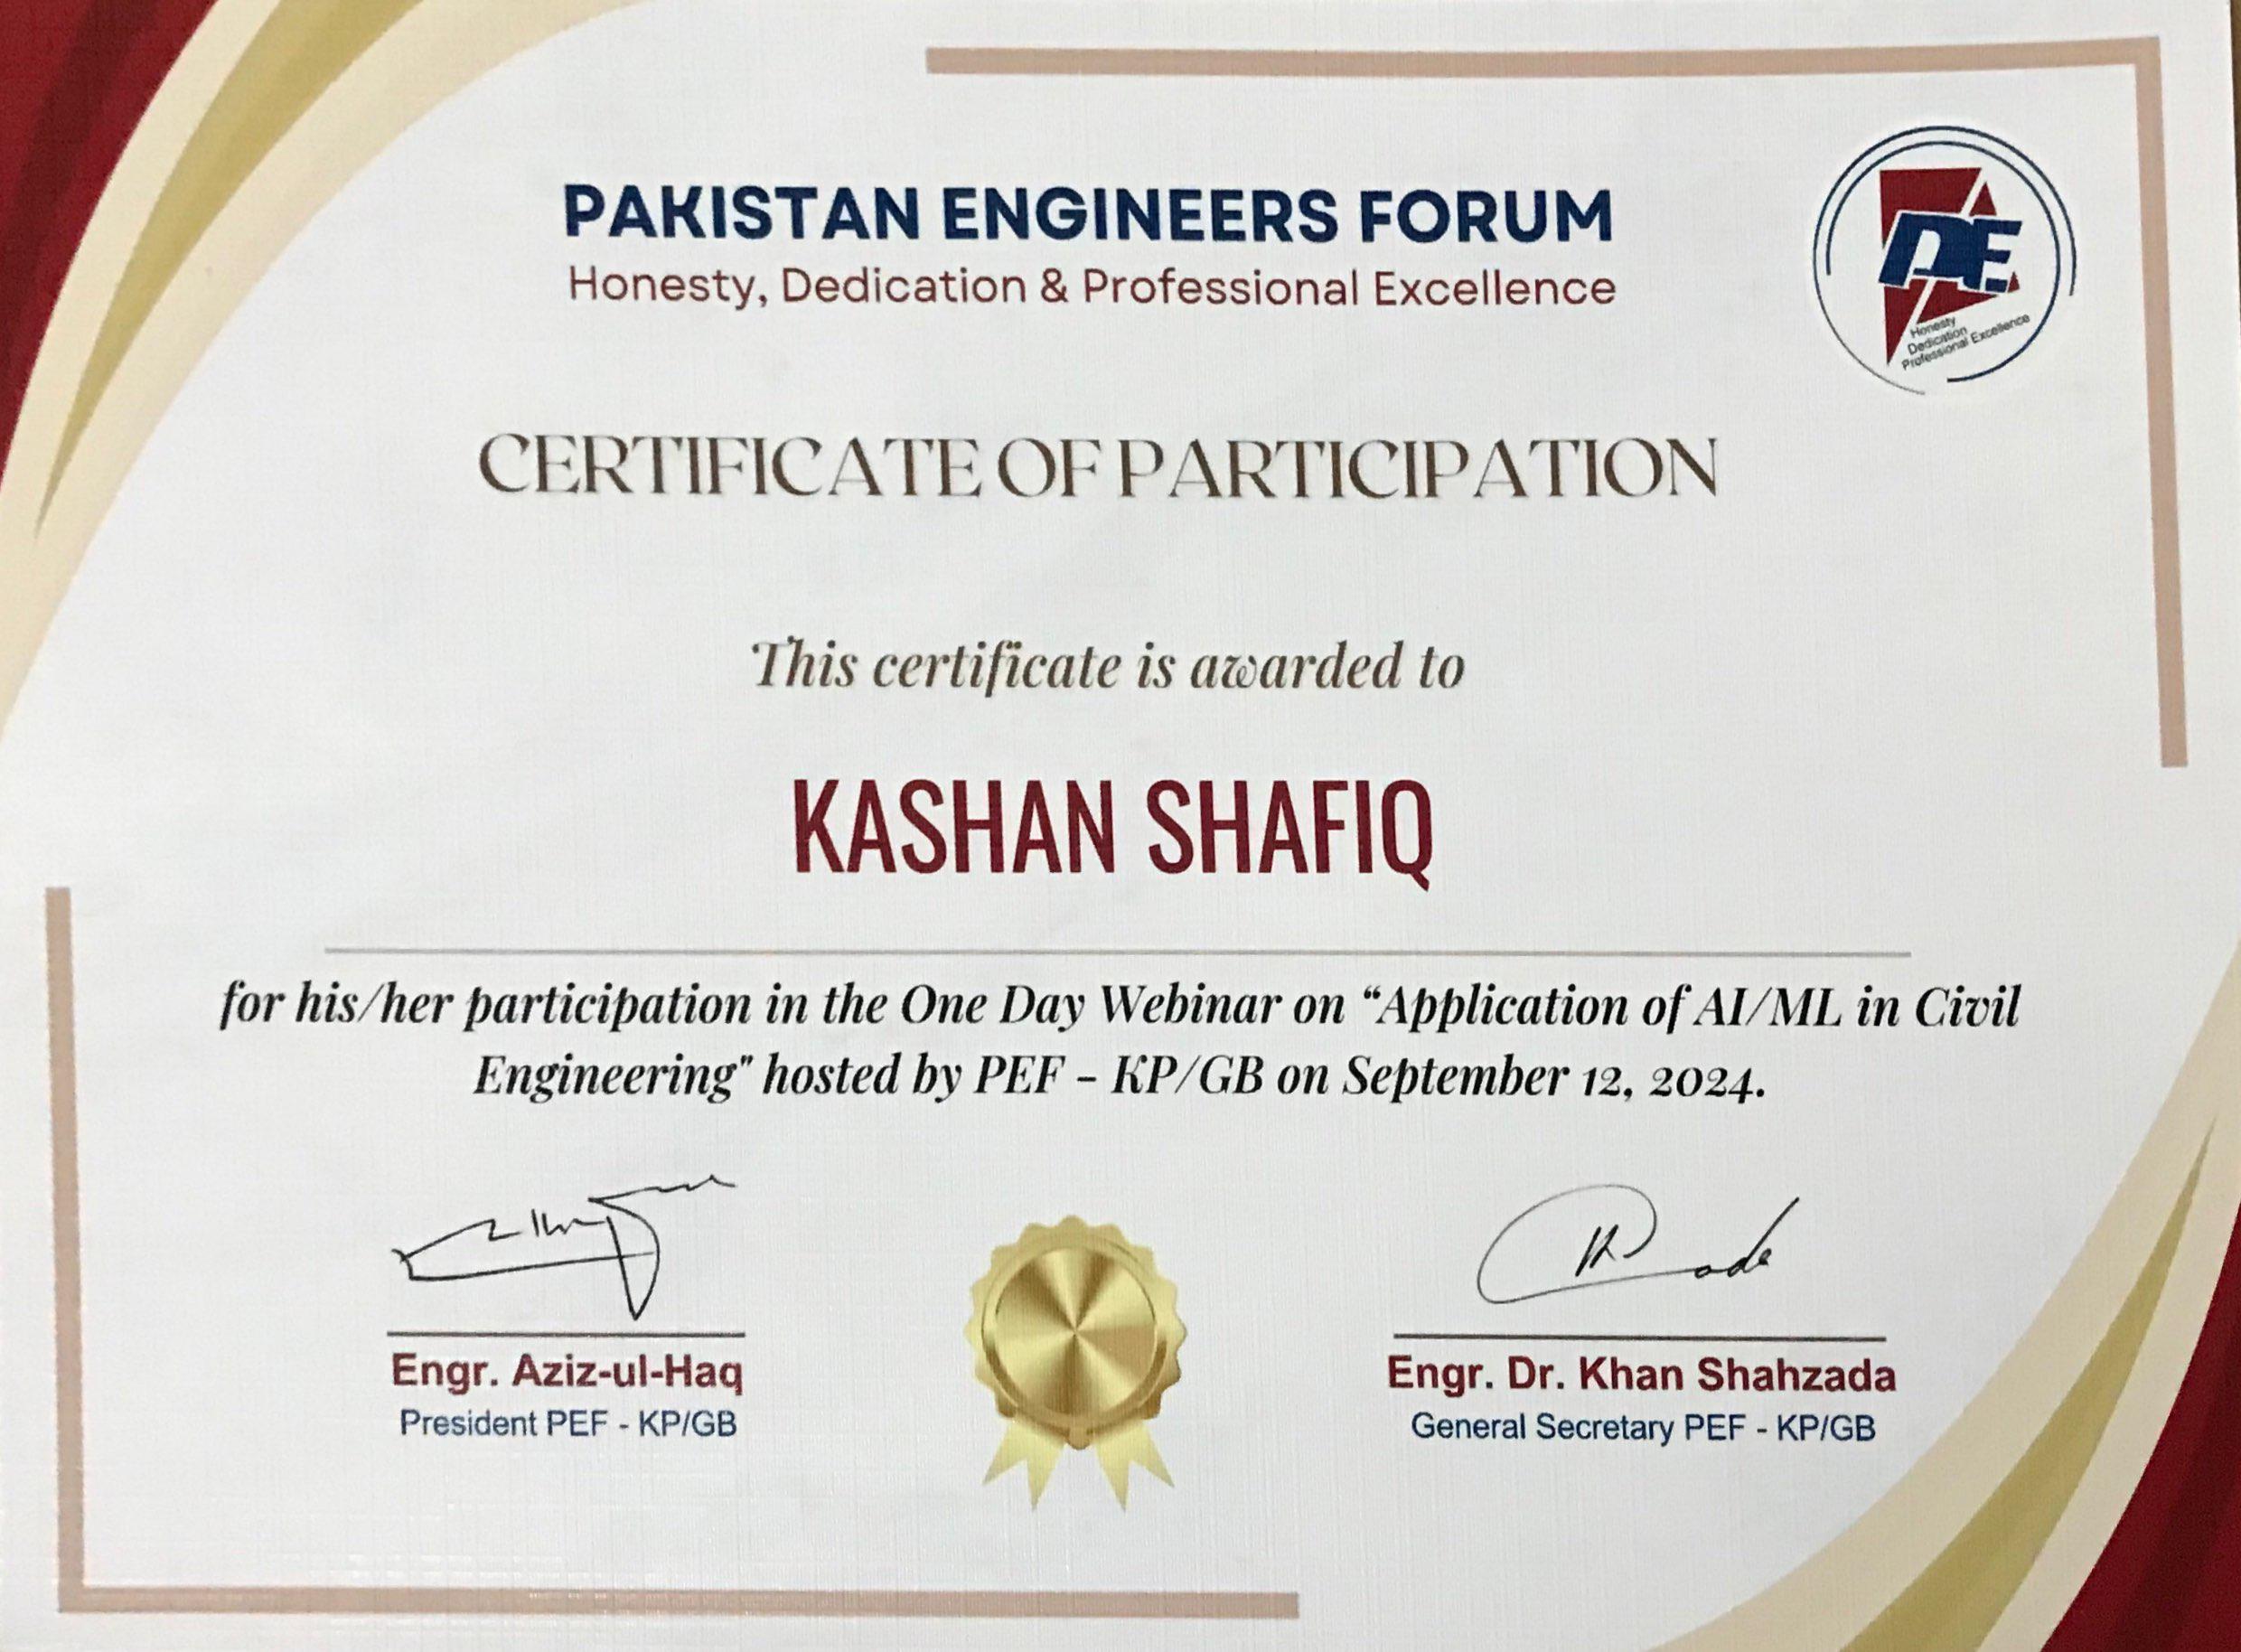 PAKISTAN ENGINEERS FORUM
Honesty, Dedication & Professional Excellence
PE
Honesty
Dedication
Professional Excellence
CERTIFICATE OF PARTICIPATION
This certificate is awarded to
KASHAN SHAFIQ
for his/her participation in the One Day Webinar on “Application of AI/ML in Civil
Engineering" hosted by PEF - KP/GB on September 12, 2024.
Engr. Aziz-ul-Haq
President PEF - KP/GB
Engr. Dr. Khan Shahzada
General Secretary PEF - KP/GB